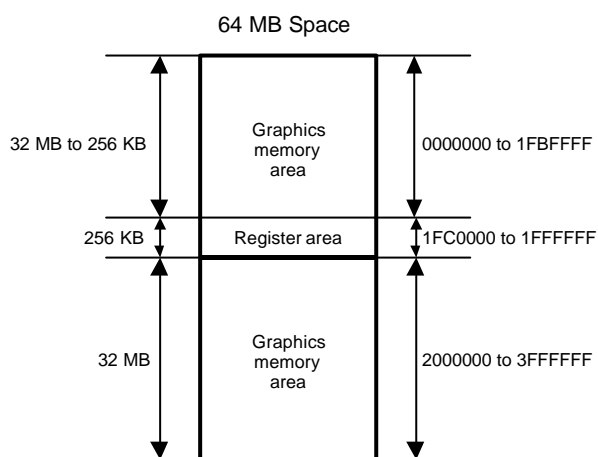 64 MB Space
32 MB to 256 KB
Graphics
memory
area
0000000 to 1FBFFFF
256 KB
Register area
1FC0000 to 1FFFFFF
32 MB
Graphics
memory
area
2000000 to 3FFFFFF